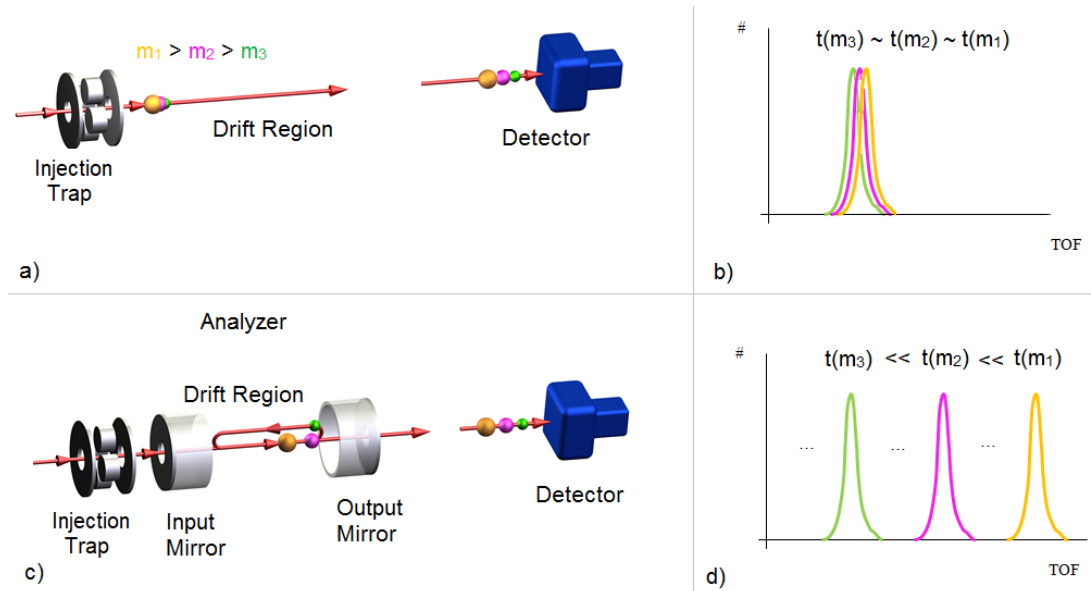 m₁ > m₂ > m₃
Drift Region
Injection
Trap
Detector
a)
#
t(m₃) ~ t(m₂) ~ t(m₁)
TOF
b)
Analyzer
Drift Region
Injection
Trap
Input
Mirror
Output
Mirror
Detector
c)
#
t(m₃) << t(m₂) << t(m₁)
... ... ...
TOF
d)